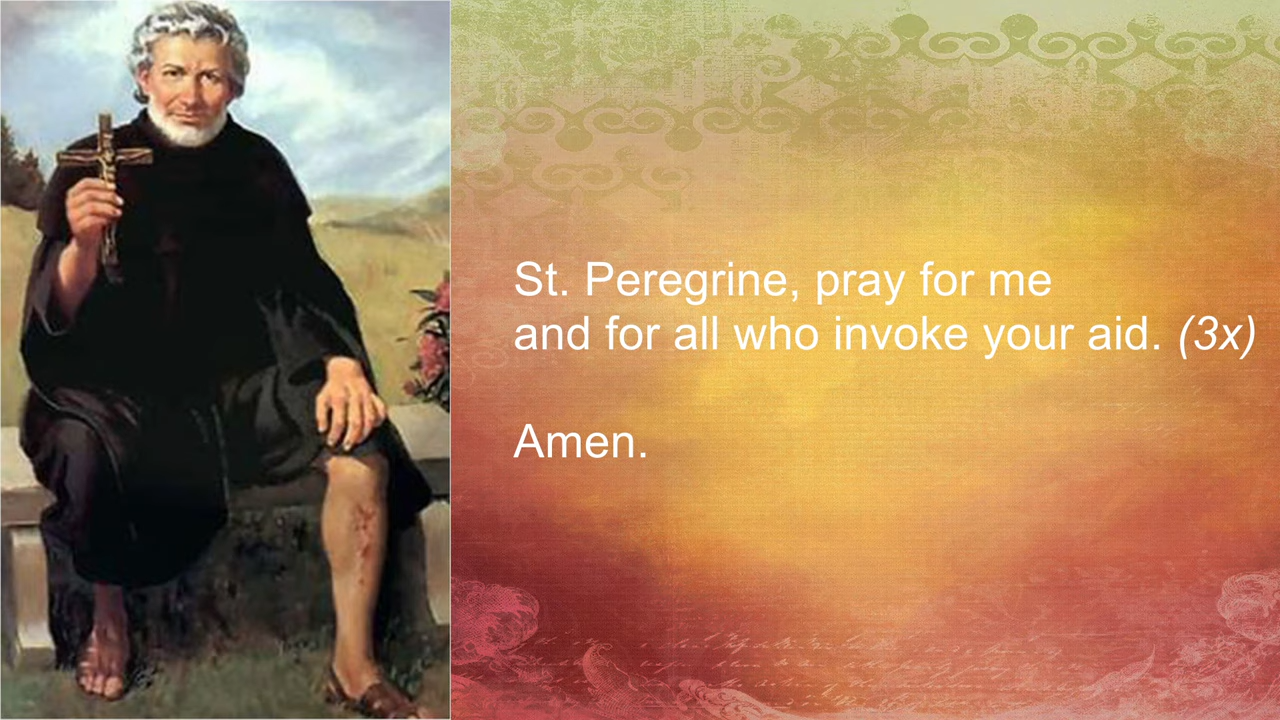 St. Peregrine, pray for me
and for all who invoke your aid. (3x)
Amen.